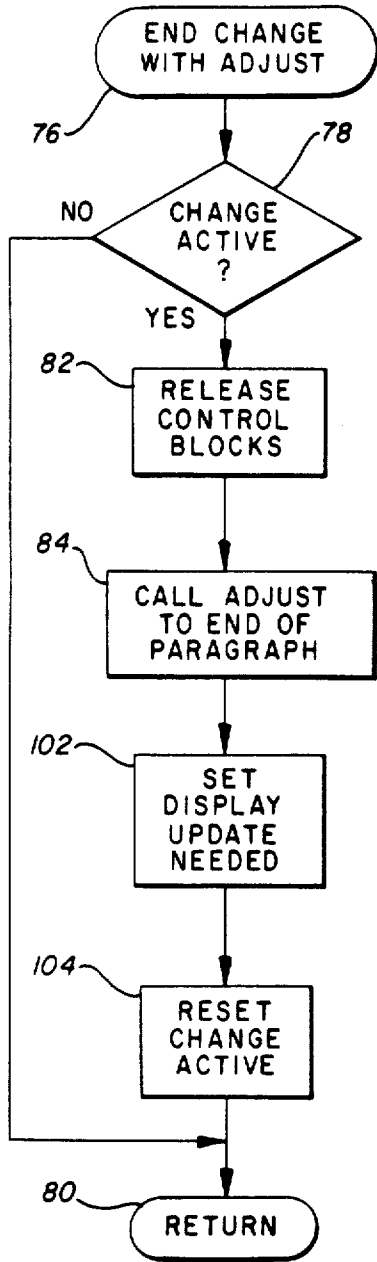 END CHANGE
WITH ADJUST
76
78
NO
CHANGE
ACTIVE
?
YES
82
RELEASE
CONTROL
BLOCKS
84
CALL ADJUST
TO END OF
PARAGRAPH
102
SET
DISPLAY
UPDATE
NEEDED
104
RESET
CHANGE
ACTIVE
80
RETURN